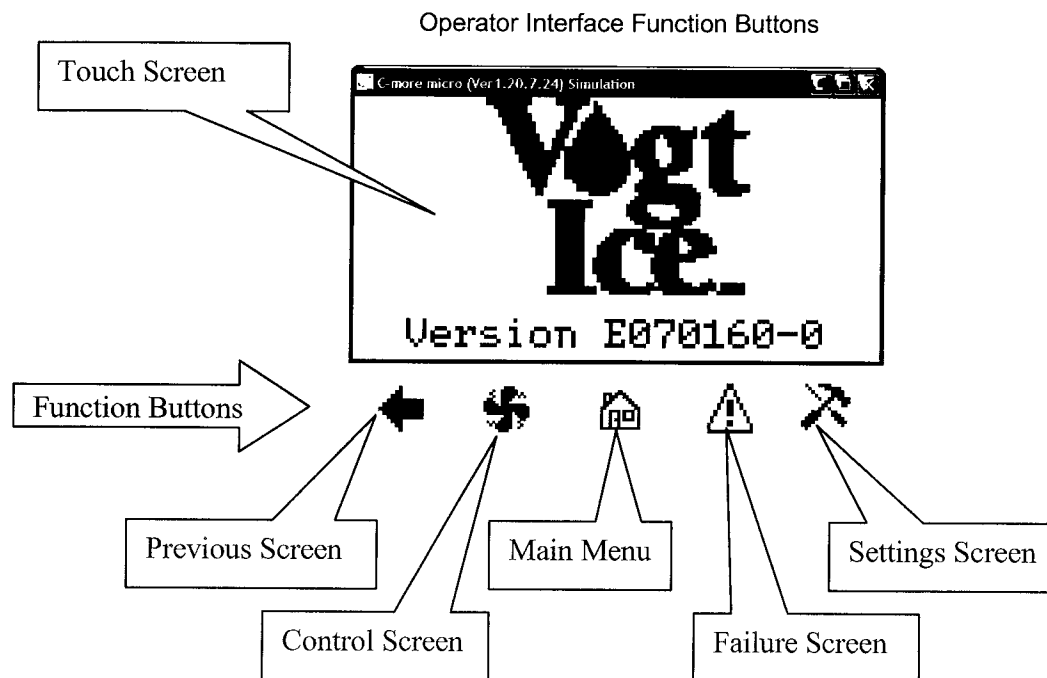 Operator Interface Function Buttons
Touch Screen
C-more micro (Ver1.20.7.24) Simulation
Vogt
Ice
Version E070160-0
Function Buttons
Previous Screen
Main Menu
Settings Screen
Control Screen
Failure Screen